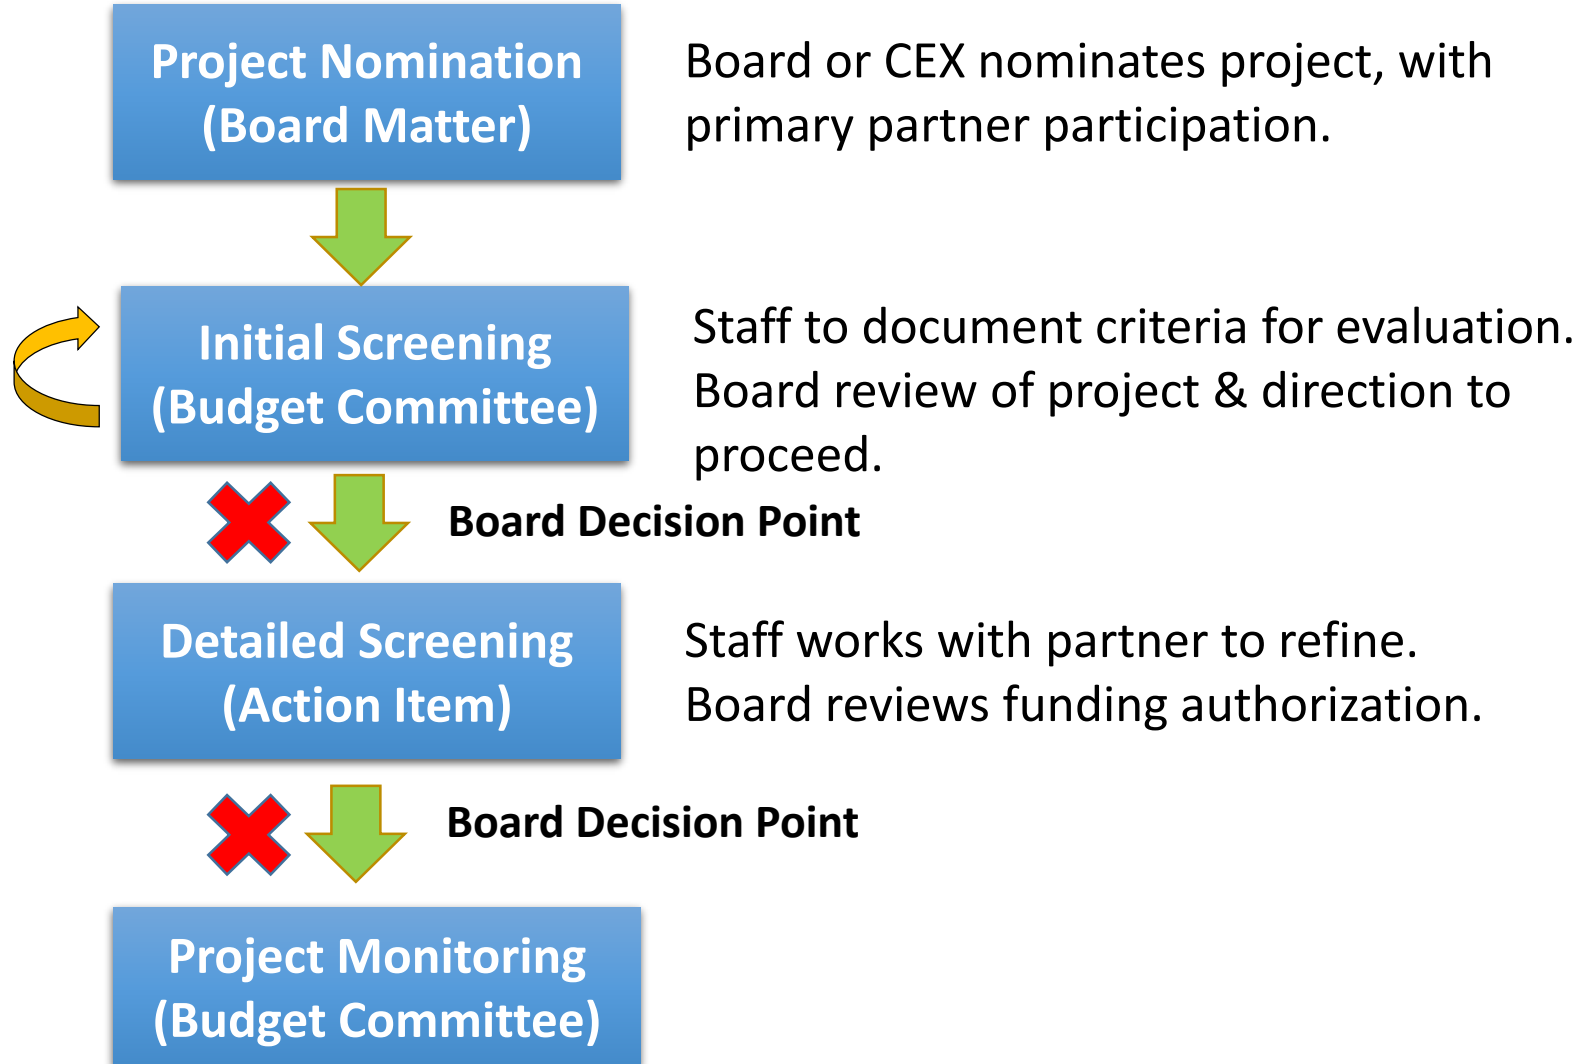 Project Nomination
(Board Matter)
Board or CEX nominates project, with
primary partner participation.
Initial Screening
(Budget Committee)
Staff to document criteria for evaluation.
Board review of project & direction to
proceed.
Board Decision Point
Detailed Screening
(Action Item)
Staff works with partner to refine.
Board reviews funding authorization.
Board Decision Point
Project Monitoring
(Budget Committee)